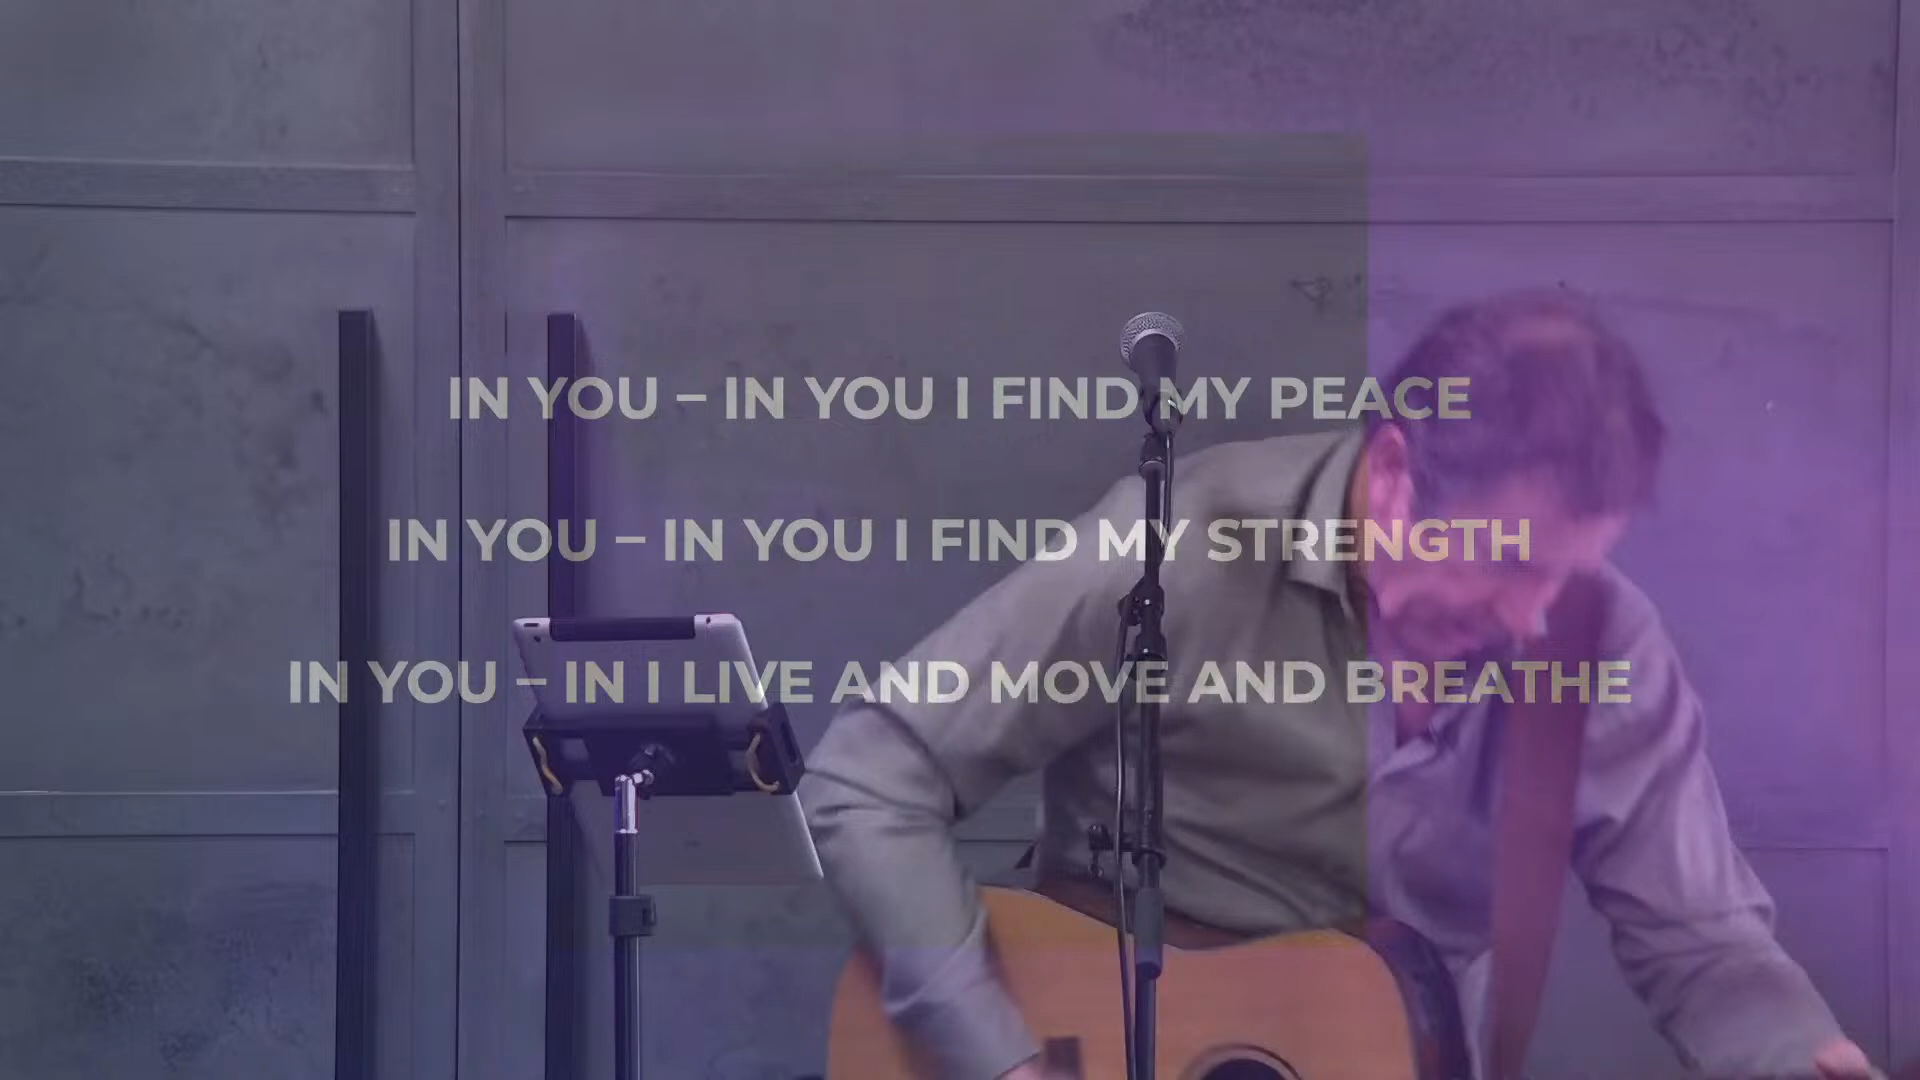 IN YOU – IN YOU I FIND MY PEACE
IN YOU – IN YOU I FIND MY STRENGTH
IN YOU – IN I LIVE AND MOVE AND BREATHE